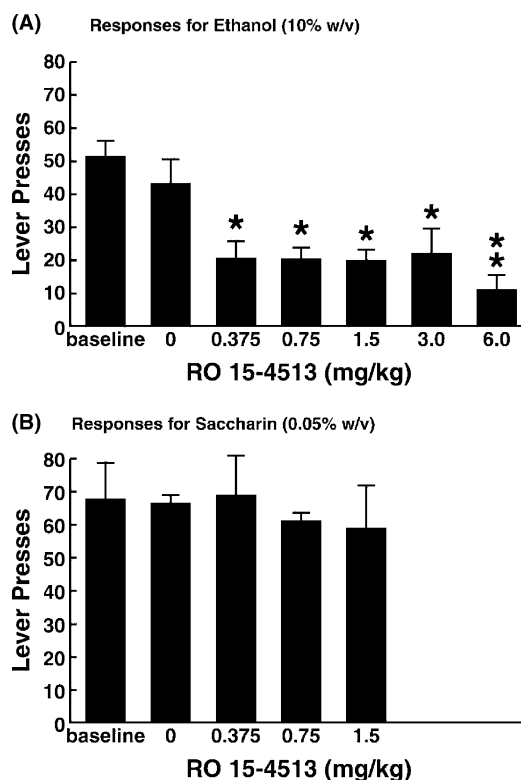 (A) Responses for Ethanol (10% w/v)
Lever Presses
80
70
60
50
40
30
20
10
0
* * * * **
baseline 0 0.375 0.75 1.5 3.0 6.0
RO 15-4513 (mg/kg)
(B) Responses for Saccharin (0.05% w/v)
Lever Presses
80
70
60
50
40
30
20
10
0
baseline 0 0.375 0.75 1.5
RO 15-4513 (mg/kg)